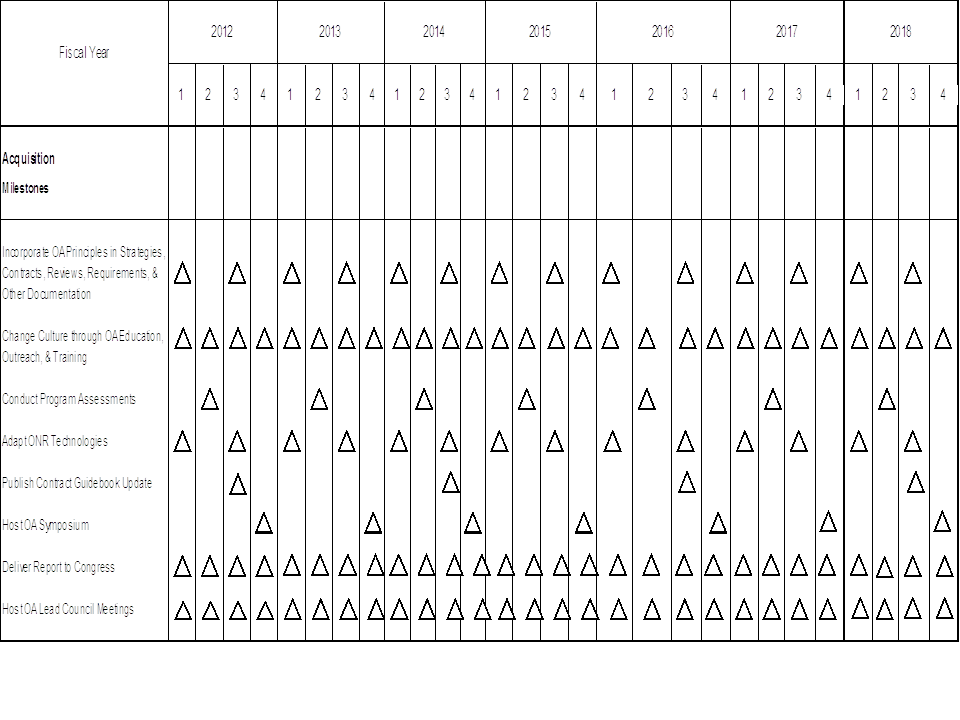 2012 2013 2014 2015 2016 2017 2018
Fiscal Year
1 2 3 4 1 2 3 4 1 2 3 4 1 2 3 4 1 2 3 4 1 2 3 4 1 2 3 4
Acquisition
Milestones
Incorporate OA Principles in Strategies,
Contracts, Reviews, Requirements, &
Other Documentation
Change Culture through OA Education,
Outreach, & Training
Conduct Program Assessments
Adapt ONR Technologies
Publish Contract Guidebook Update
Host OA Symposium
Deliver Report to Congress
Host OA Lead Council Meetings